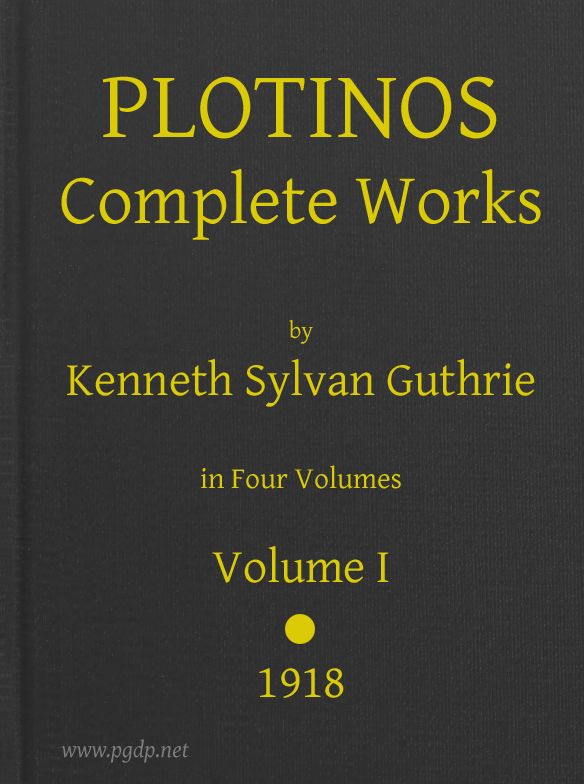 PLOTINOS
Complete Works
by
Kenneth Sylvan Guthrie
in Four Volumes
Volume I
1918
www.pgdp.net